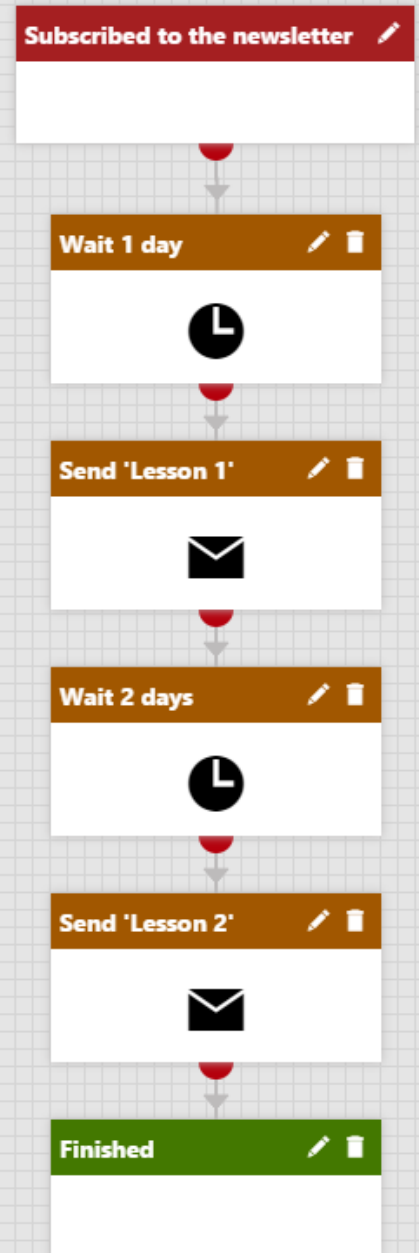 Subscribed to the newsletter
Wait 1 day
Send 'Lesson 1'
Wait 2 days
Send 'Lesson 2'
Finished